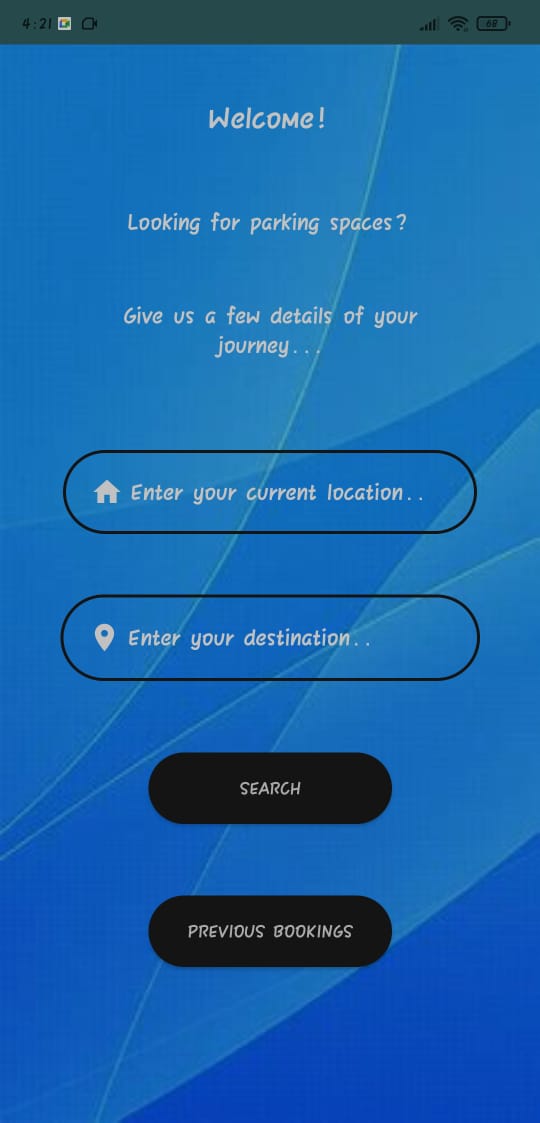 4:21
68
Welcome!
Looking for parking spaces?
Give us a few details of your
journey...
Enter your current location..
Enter your destination..
SEARCH
PREVIOUS BOOKINGS